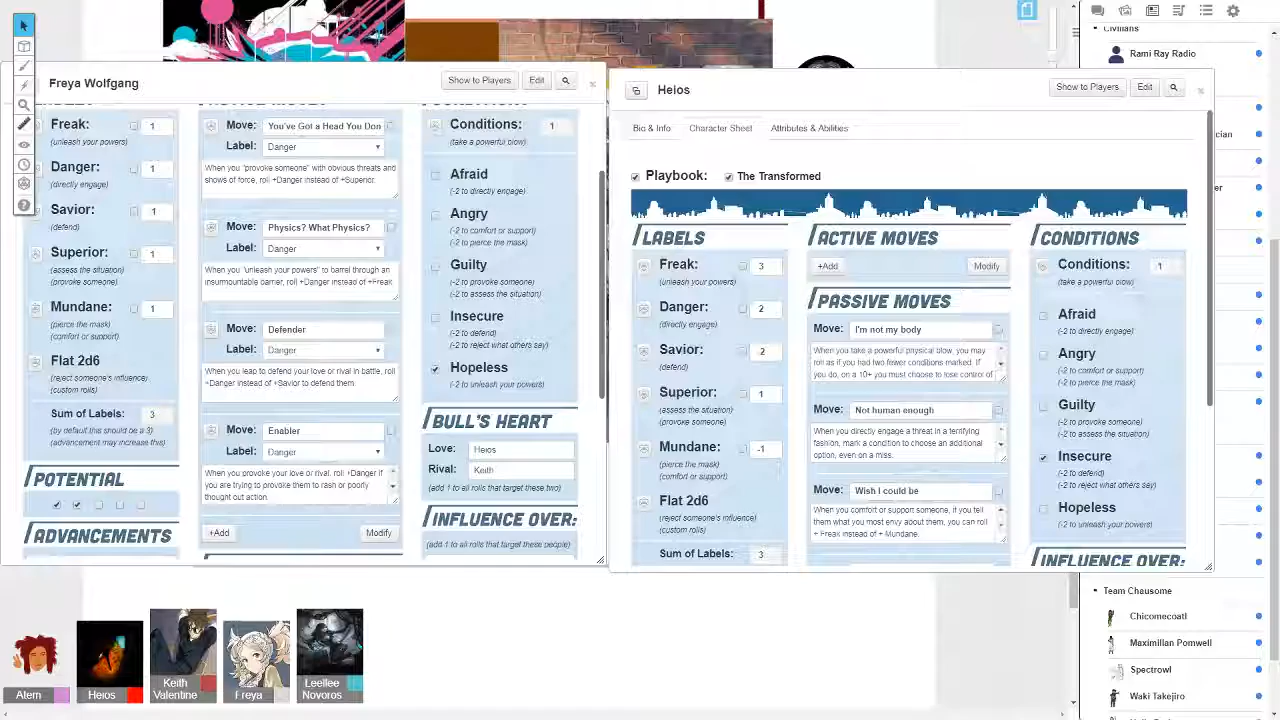 Civilians
Rami Ray Radio
Freya Wolfgang
Show to Players
Edit
Freak:
1
(unleash your powers)
Danger:
1
(directly engage)
Savior:
1
(defend)
Superior:
1
(assess the situation)
(provoke someone)
Mundane:
1
(pierce the mask)
(comfort or support)
Flat 2d6
(reject someone's influence)
(custom rolls)
Sum of Labels:
3
(by default this should be a 3)
(advancements may increase this)
POTENTIAL
ADVANCEMENTS
Move:
You've Got a Head You Don
Label:
Danger
When you "provoke someone" with obvious threats and
shows of force, roll +Danger instead of +Superior.
Move:
Physics? What Physics?
Label:
Danger
When you "unleash your powers" to barrel through an
insurmountable barrier, roll +Danger instead of +Freak
Move:
Defender
Label:
Danger
When you leap to defend your love or rival in battle, roll
+Danger instead of +Savior to defend them.
Move:
Enabler
Label:
Danger
When you provoke your love or rival, roll +Danger if
you are trying to provoke them to rash or poorly
thought out action.
+Add
Modify
Conditions:
1
(take a powerful blow)
Afraid
(-2 to directly engage)
Angry
(-2 to comfort or support)
(-2 to pierce the mask)
Guilty
(-2 to provoke someone)
(-2 to assess the situation)
Insecure
(-2 to defend)
(-2 to reject what others say)
Hopeless
(-2 to unleash your powers)
BULL'S HEART
Love:
Heios
Rival:
Keith
(add 1 to all rolls that target these two)
INFLUENCE OVER:
(add 1 to all rolls that target these people)
Heios
Show to Players
Edit
Bio & Info
Character Sheet
Attributes & Abilities
Playbook:
The Transformed
LABELS
Freak:
3
(unleash your powers)
Danger:
2
(directly engage)
Savior:
-2
(defend)
Superior:
1
(assess the situation)
(provoke someone)
Mundane:
-1
(pierce the mask)
(comfort or support)
Flat 2d6
(reject someone's influence)
(custom rolls)
Sum of Labels:
3
ACTIVE MOVES
+Add
Modify
PASSIVE MOVES
Move:
I'm not my body
When you take a powerful physical blow, you may
roll as if you had two fewer conditions marked. If
you do, on a 10+ you must choose to lose control of
Move:
Not human enough
When you directly engage a threat in a terrifying
fashion, mark a condition to choose an additional
option, even on a miss.
Move:
Wish I could be
When you comfort or support someone, if you tell
them what you most envy about them, you can roll
+ Freak instead of + Mundane.
CONDITIONS
Conditions:
1
(take a powerful blow)
Afraid
(-2 to directly engage)
Angry
(-2 to comfort or support)
(-2 to pierce the mask)
Guilty
(-2 to provoke someone)
(-2 to assess the situation)
Insecure
(-2 to defend)
(-2 to reject what others say)
Hopeless
(-2 to unleash your powers)
INFLUENCE OVER:
Team Chausome
Chicomecoatl
Maximillan Pomwell
Spectrowl
Waki Takejiro
Atem
Heios
Keith
Valentine
Freya
Leellee
Novoros